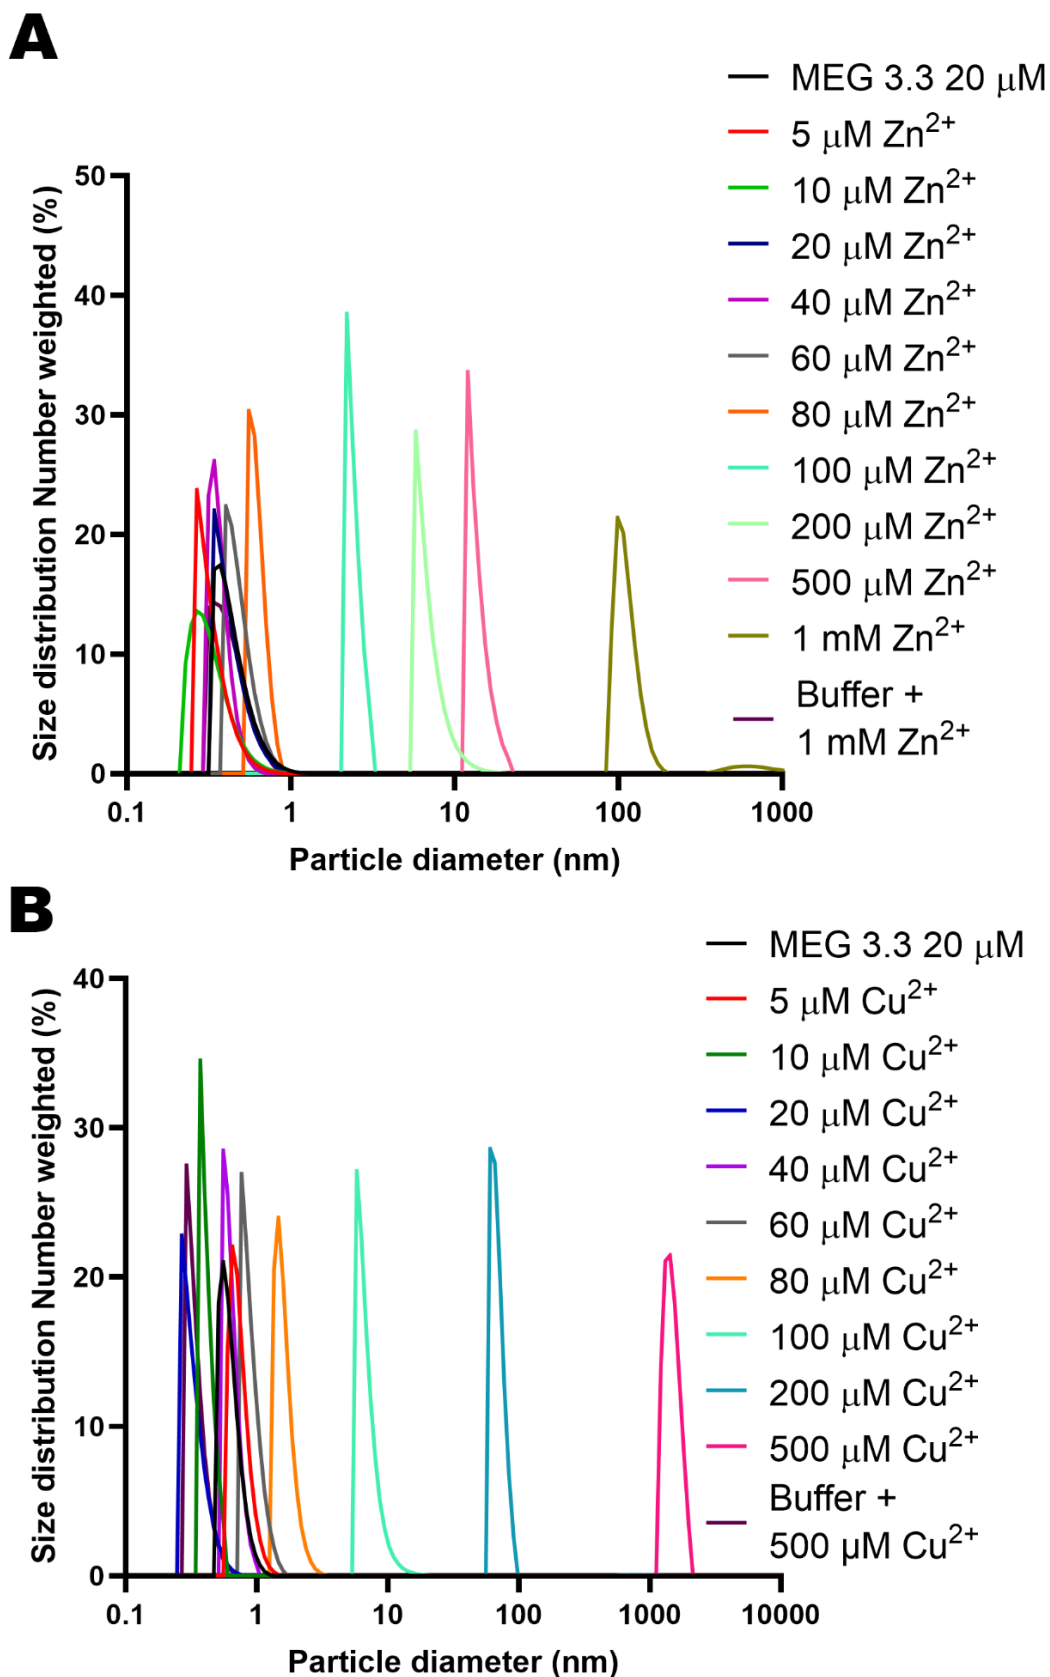 A
MEG 3.3 20 μM
5 μM Zn²⁺
10 μM Zn²⁺
20 μM Zn²⁺
40 μM Zn²⁺
60 μM Zn²⁺
80 μM Zn²⁺
100 μM Zn²⁺
200 μM Zn²⁺
500 μM Zn²⁺
1 mM Zn²⁺
Buffer +
1 mM Zn²⁺
Size distribution Number weighted (%)
50
40
30
20
10
0
0.1 1 10 100 1000
Particle diameter (nm)
B
MEG 3.3 20 μM
5 μM Cu²⁺
10 μM Cu²⁺
20 μM Cu²⁺
40 μM Cu²⁺
60 μM Cu²⁺
80 μM Cu²⁺
100 μM Cu²⁺
200 μM Cu²⁺
500 μM Cu²⁺
Buffer +
500 µM Cu²⁺
Size distribution Number weighted (%)
40
30
20
10
0
0.1 1 10 100 1000 10000
Particle diameter (nm)